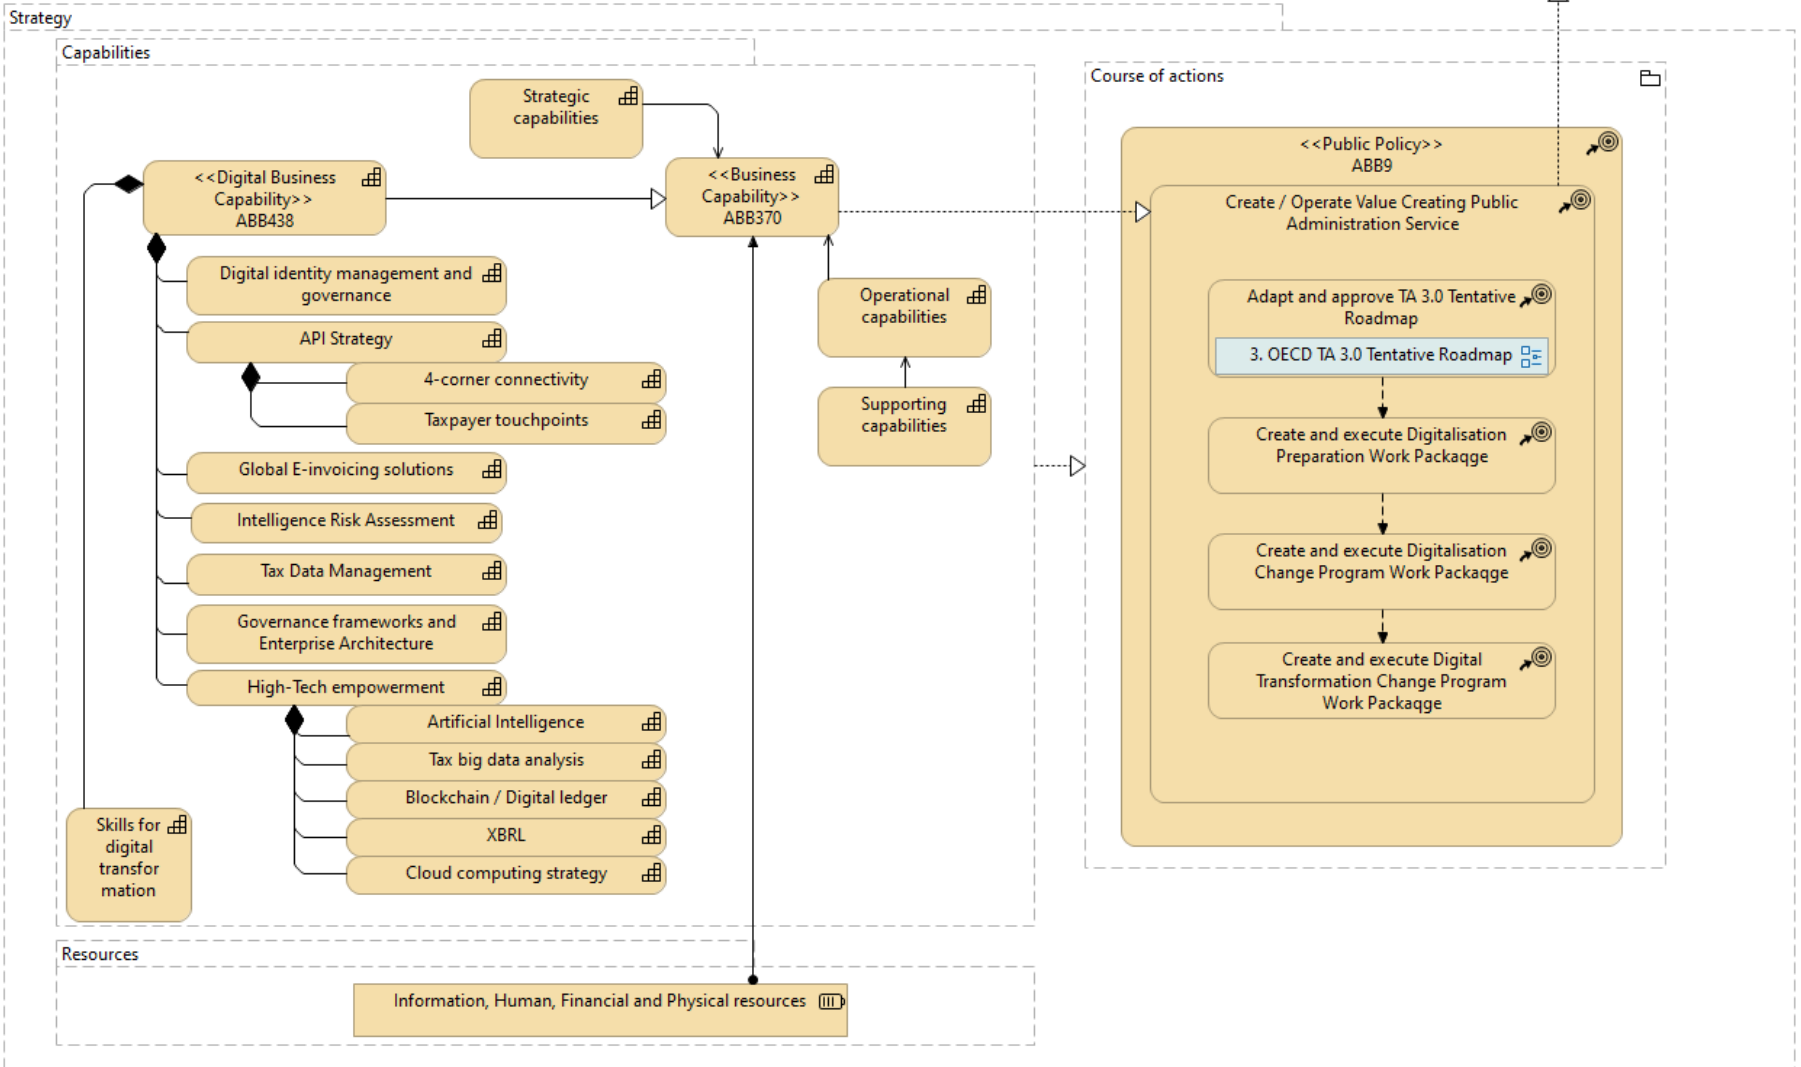 Strategy
Capabilities
Strategic
capabilities
<<Digital Business
Capability>>
ABB438
<<Business
Capability>>
ABB370
Digital identity management and
governance
API Strategy
4-corner connectivity
Taxpayer touchpoints
Global E-invoicing solutions
Intelligence Risk Assessment
Tax Data Management
Governance frameworks and
Enterprise Architecture
High-Tech empowerment
Artificial Intelligence
Tax big data analysis
Blockchain / Digital ledger
XBRL
Cloud computing strategy
Skills for
digital
transfor
mation
Operational
capabilities
Supporting
capabilities
Resources
Information, Human, Financial and Physical resources
Course of actions
<<Public Policy>>
ABB9
Create / Operate Value Creating Public
Administration Service
Adapt and approve TA 3.0 Tentative
Roadmap
3. OECD TA 3.0 Tentative Roadmap
Create and execute Digitalisation
Preparation Work Packaqge
Create and execute Digitalisation
Change Program Work Packaqge
Create and execute Digital
Transformation Change Program
Work Packaqge